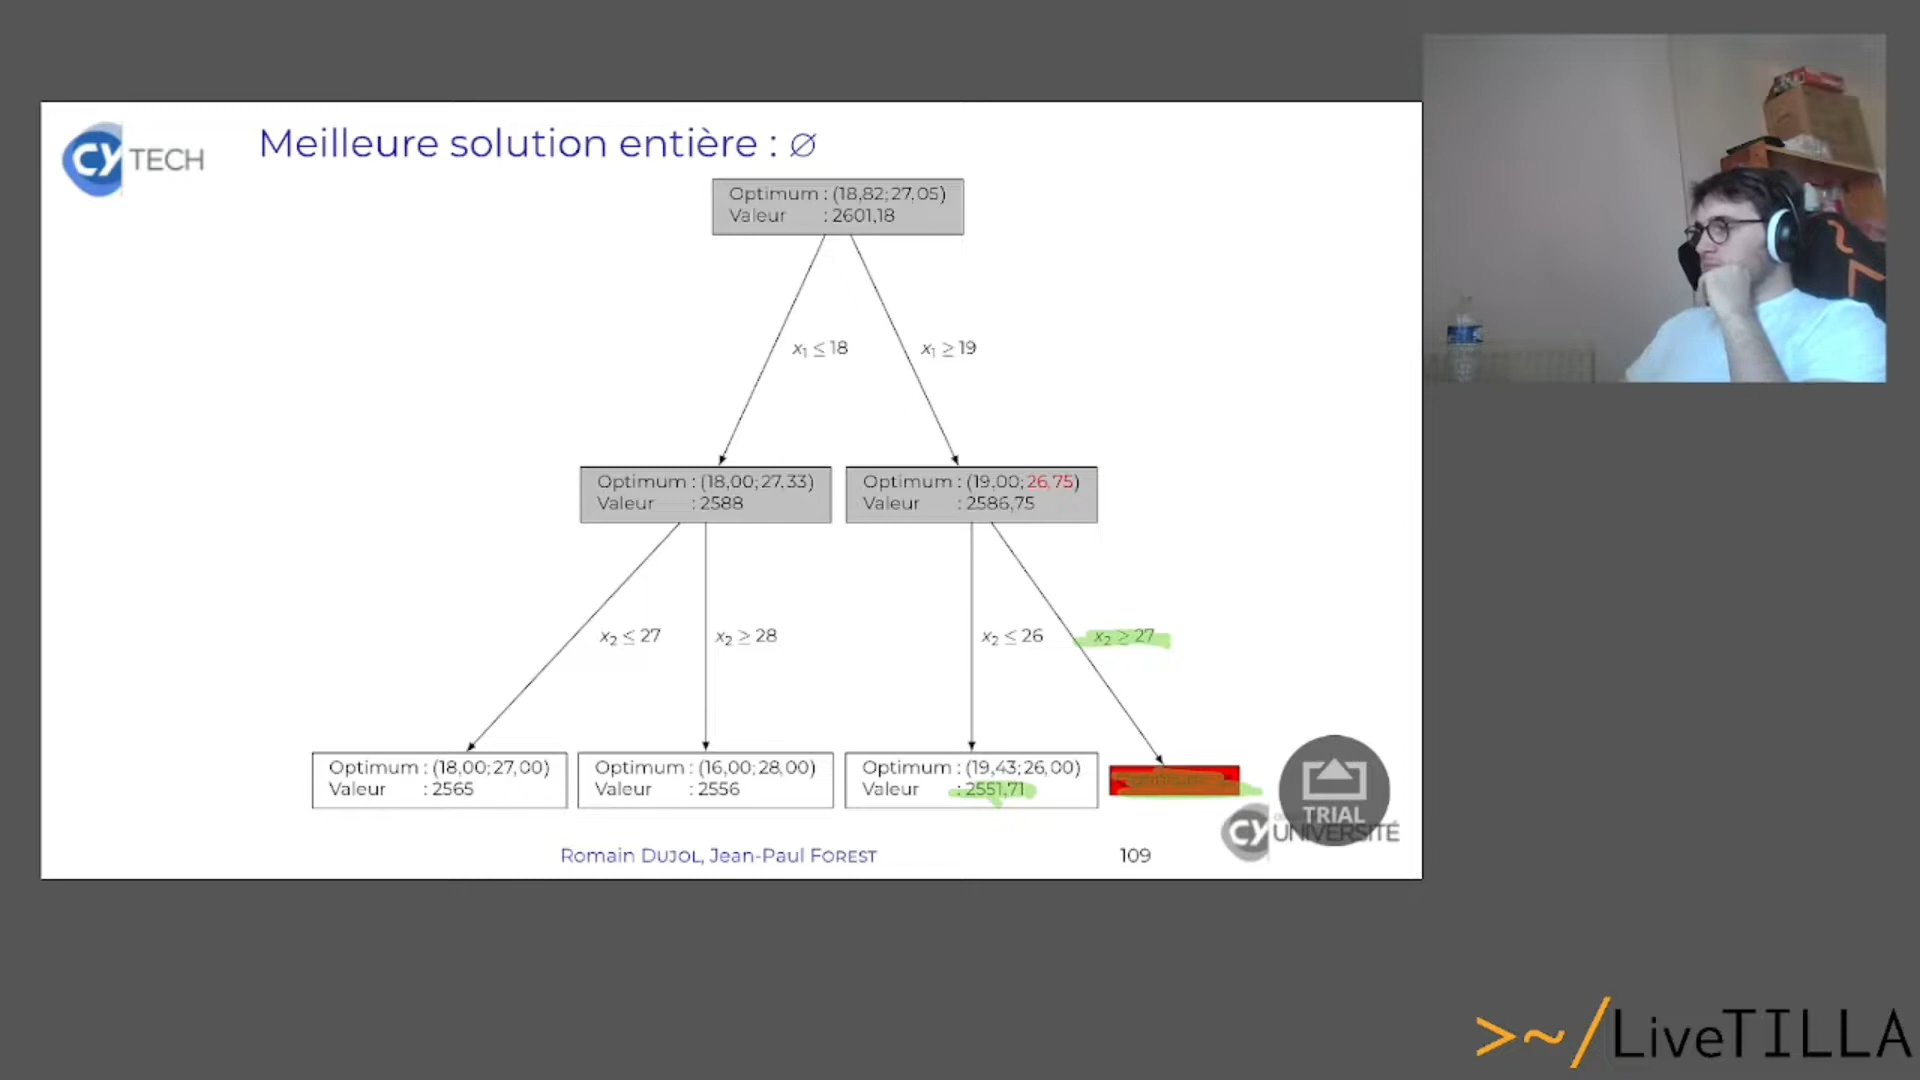 CY TECH
Meilleure solution entière : ∅
Optimum : (18,82;27,05)
Valeur : 2601,18
x₁ ≤ 18
x₁ ≥ 19
Optimum : (18,00;27,33)
Valeur : 2588
Optimum : (19,00;26,75)
Valeur : 2586,75
x₂ ≤ 27
x₂ ≥ 28
x₂ ≤ 26
x₂ ≥ 27
Optimum : (18,00;27,00)
Valeur : 2565
Optimum : (16,00;28,00)
Valeur : 2556
Optimum : (19,43;26,00)
Valeur : 2551,71
TRIAL
CY UNIVERSITÉ
Romain DUJOL, Jean-Paul FOREST
109
>~/LiveTILLA